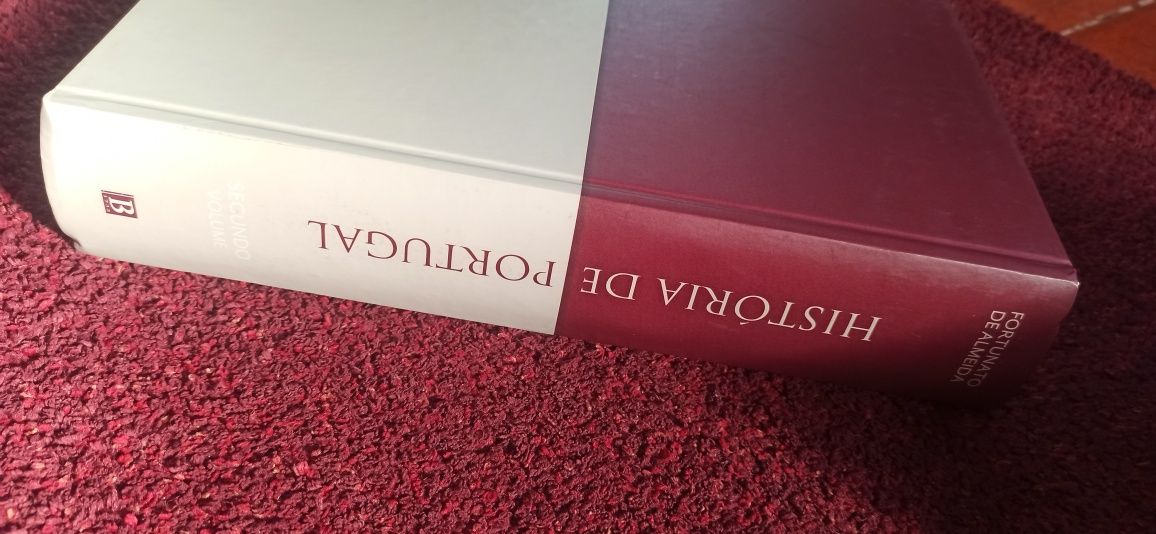 FORTUNATO
DE ALMEIDA
HISTÓRIA DE PORTUGAL
SEGUNDO
VOLUME
B